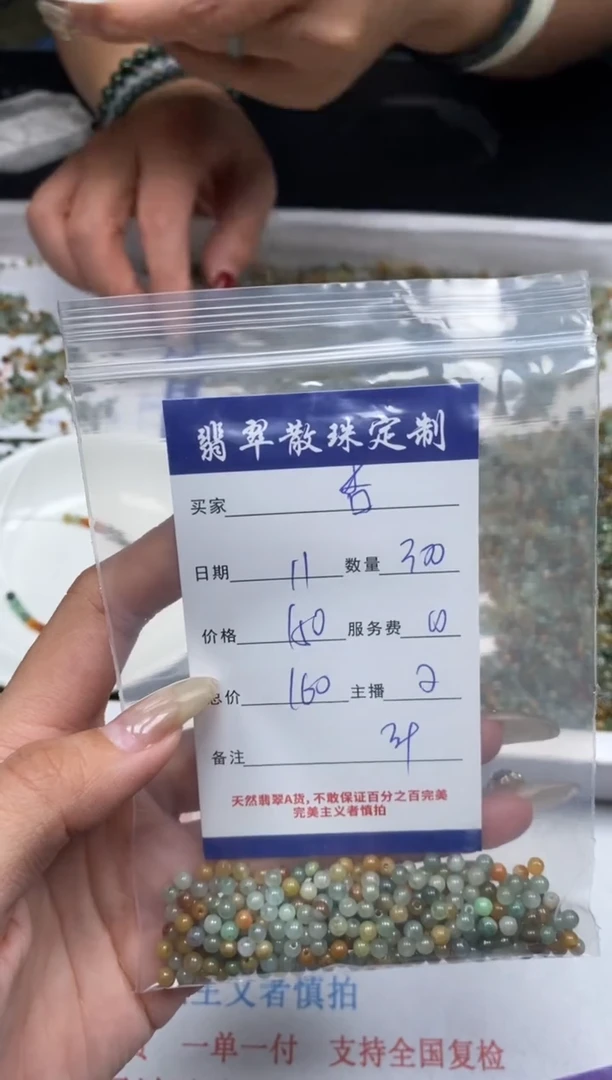 翡翠散珠定制
买家 杏
日期 11 数量 300
价格 150 服务费 10
总价 160 主播 2
备注
天然翡翠A货,不敢保证百分之百完美
完美主义者慎拍
主义者慎拍
一单一付 支持全国复检